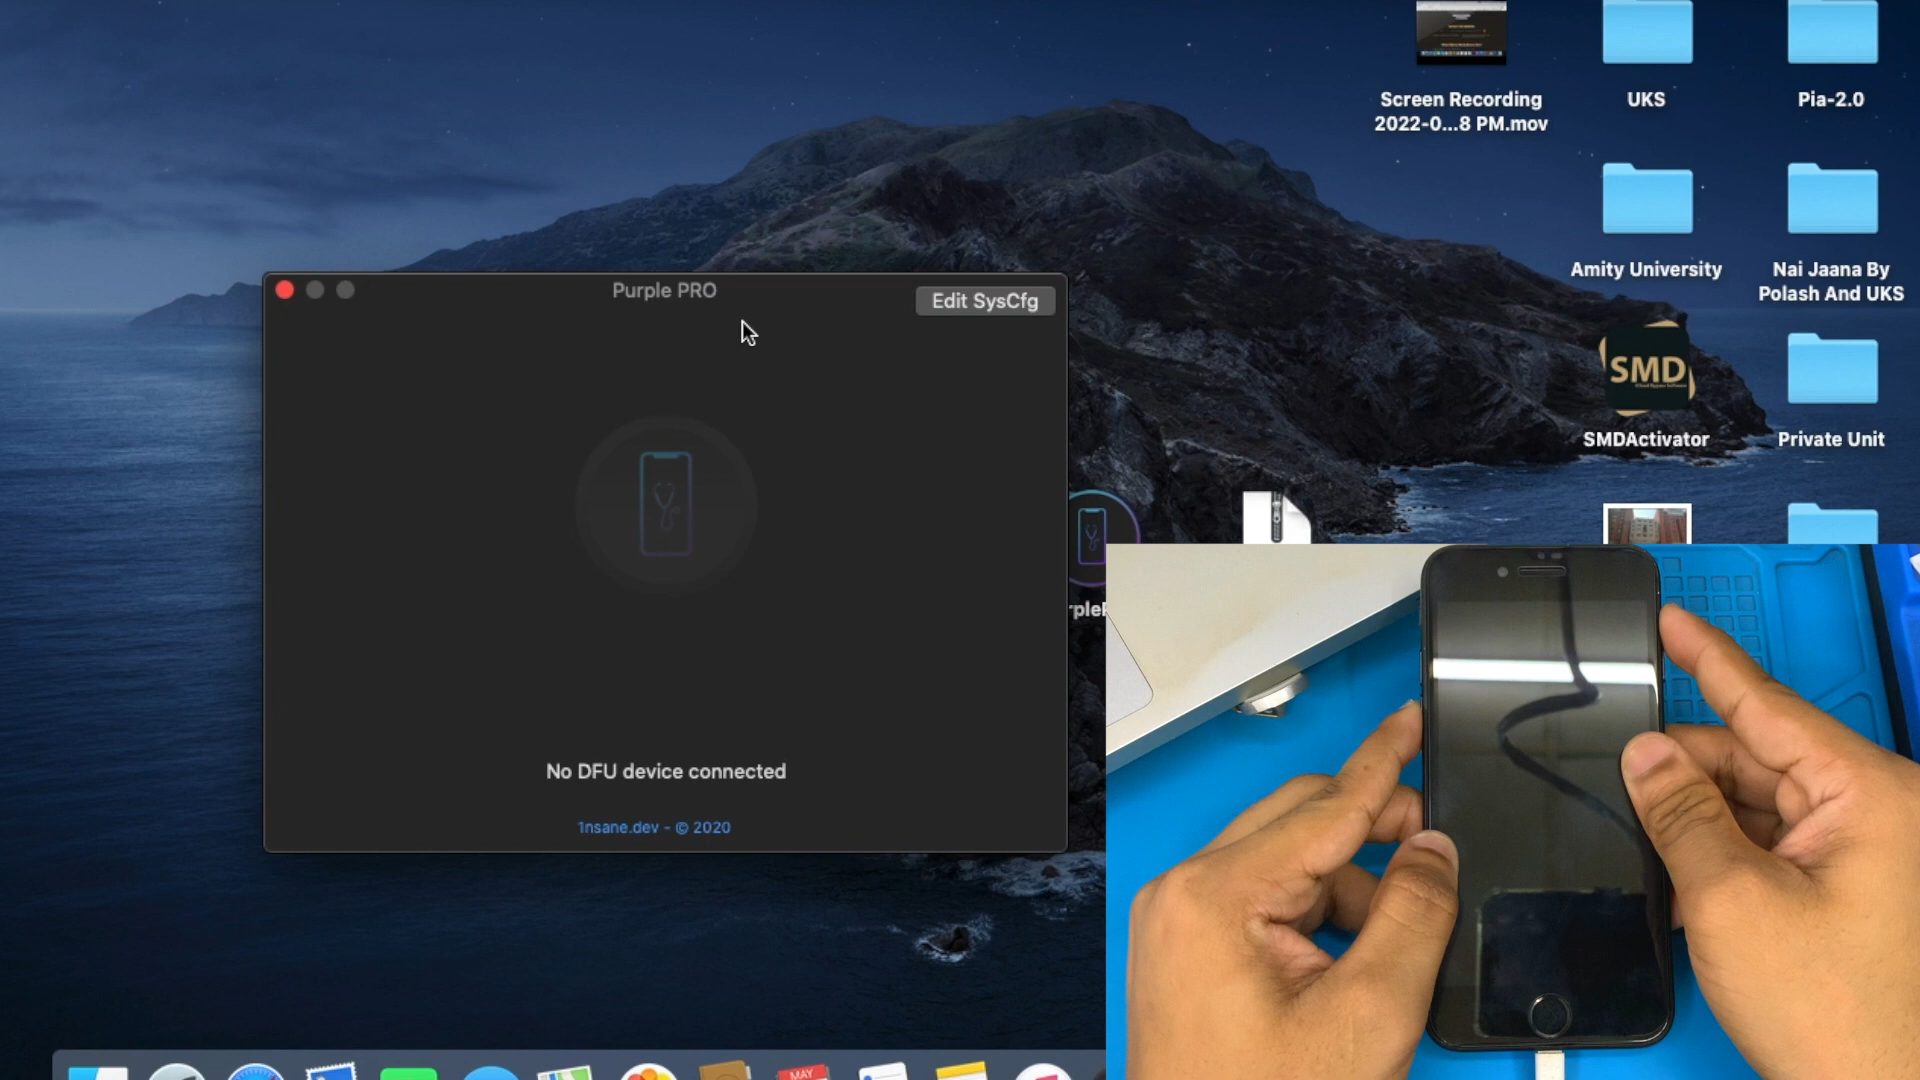 Screen Recording
2022-0...8 PM.mov
UKS
Pia-2.0
Amity University
Nai Jaana By
Polash And UKS
Purple PRO
Edit SysCfg
SMD
SMDActivator
Private Unit
No DFU device connected
1nsane.dev - © 2020
MAY